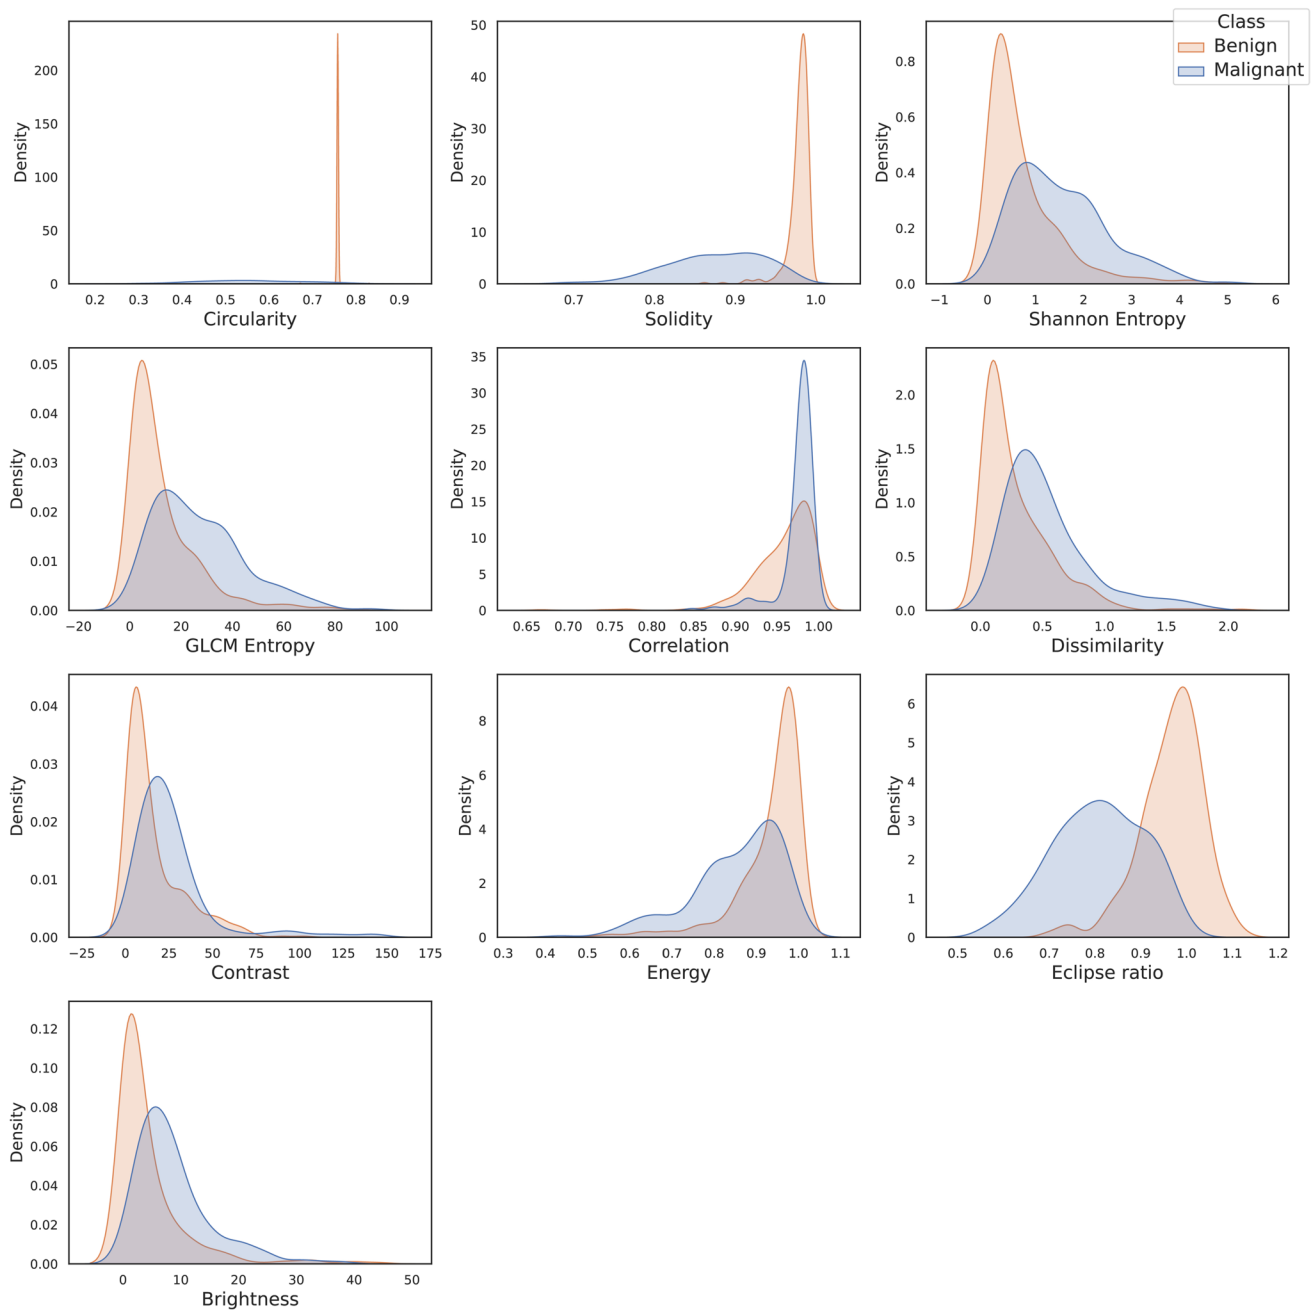 Class
Benign
Malignant
Density
200
150
100
50
0
0.2 0.3 0.4 0.5 0.6 0.7 0.8 0.9
Circularity
Density
50
40
30
20
10
0
0.7 0.8 0.9 1.0
Solidity
Density
0.8
0.6
0.4
0.2
0.0
−1 0 1 2 3 4 5 6
Shannon Entropy
Density
0.05
0.04
0.03
0.02
0.01
0.00
−20 0 20 40 60 80 100
GLCM Entropy
Density
35
30
25
20
15
10
5
0
0.65 0.70 0.75 0.80 0.85 0.90 0.95 1.00
Correlation
Density
2.0
1.5
1.0
0.5
0.0
0.0 0.5 1.0 1.5 2.0
Dissimilarity
Density
0.04
0.03
0.02
0.01
0.00
−25 0 25 50 75 100 125 150 175
Contrast
Density
8
6
4
2
0
0.3 0.4 0.5 0.6 0.7 0.8 0.9 1.0 1.1
Energy
Density
6
5
4
3
2
1
0
0.5 0.6 0.7 0.8 0.9 1.0 1.1 1.2
Eclipse ratio
Density
0.12
0.10
0.08
0.06
0.04
0.02
0.00
0 10 20 30 40 50
Brightness